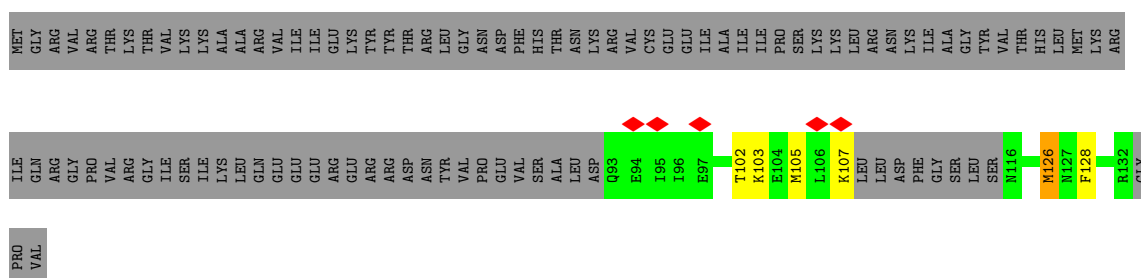 MET GLY ARG VAL ARG THR LYS THR VAL LYS LYS ALA ALA ARG VAL ILE ILE GLU LYS TYR TYR THR ARG LEU GLY ASN ASP PHE HIS THR ASN LYS ARG VAL CYS GLU GLU ILE ALA ILE ILE PRO SER LYS LYS LEU ARG ASN LYS ILE ALA GLY TYR VAL THR HIS LEU MET LYS ARG
ILE GLN ARG GLY PRO VAL ARG GLY ILE SER ILE LYS LEU GLN GLU GLU GLU ARG GLU ARG ARG ASP ASN TYR VAL PRO GLU VAL SER ALA LEU ASP Q93 E94 I95 I96 E97 T102 K103 E104 M105 L106 K107 LEU LEU ASP PHE GLY SER LEU SER N116 M126 N127 F128 R132 GLY
PRO VAL